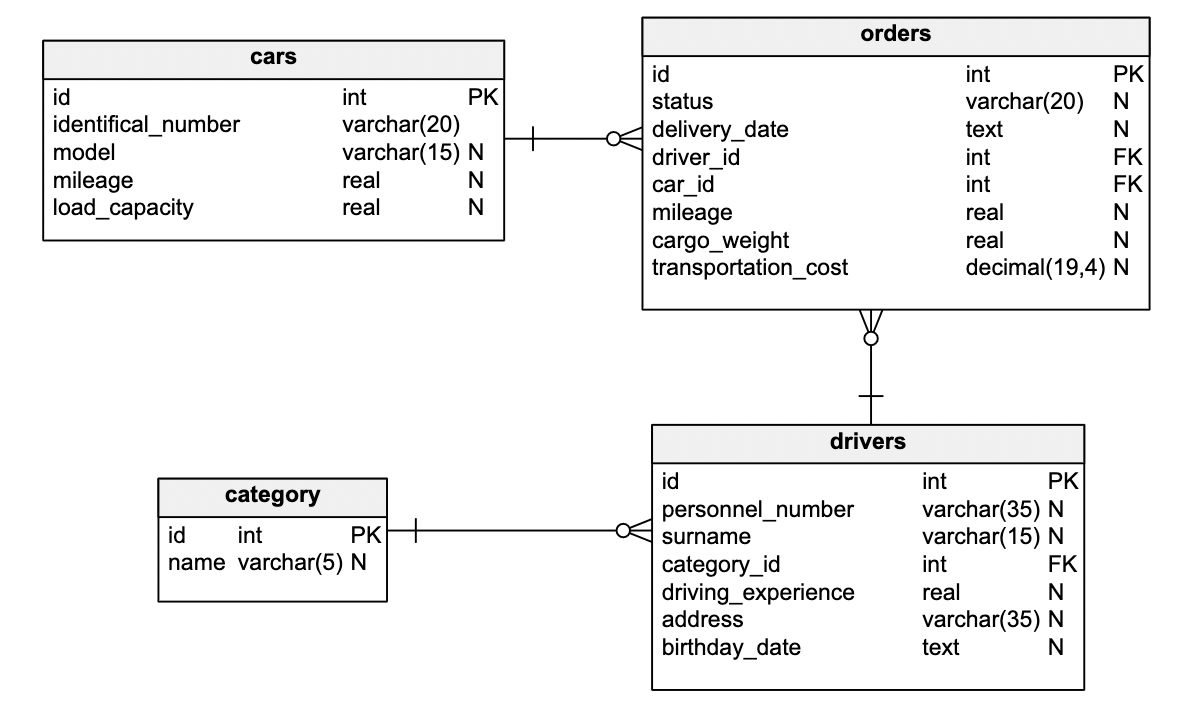 cars
id int PK
identifical_number varchar(20)
model varchar(15) N
mileage real N
load_capacity real N
orders
id int PK
status varchar(20) N
delivery_date text N
driver_id int FK
car_id int FK
mileage real N
cargo_weight real N
transportation_cost decimal(19,4) N
category
id int PK
name varchar(5) N
drivers
id int PK
personnel_number varchar(35) N
surname varchar(15) N
category_id int FK
driving_experience real N
address varchar(35) N
birthday_date text N